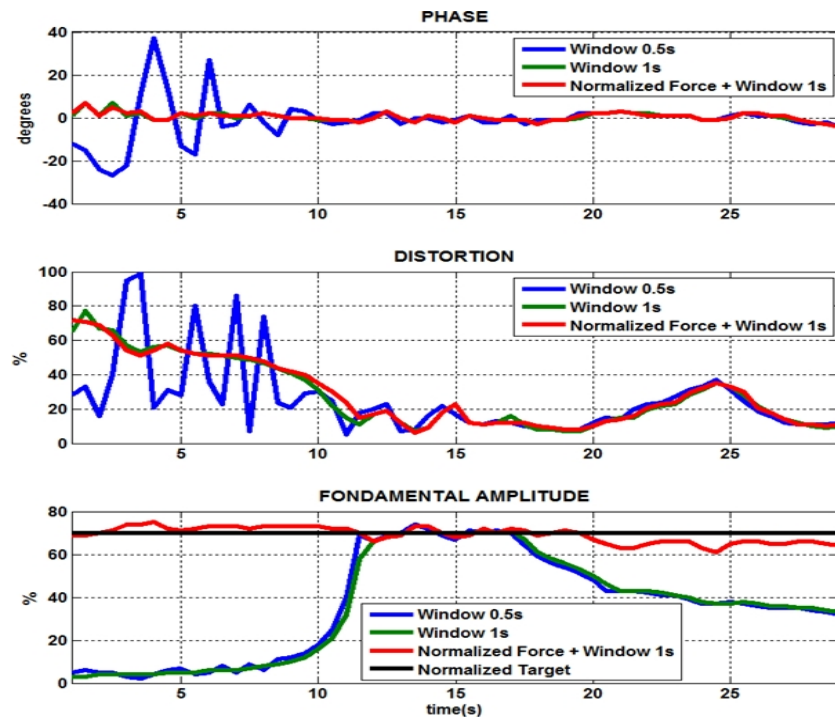 PHASE
40
20
0
-20
-40
degrees
Window 0.5s
Window 1s
Normalized Force + Window 1s
5 10 15 20 25
DISTORTION
100
80
60
40
20
0
%
Window 0.5s
Window 1s
Normalized Force + Window 1s
5 10 15 20 25
FONDAMENTAL AMPLITUDE
80
60
40
20
0
%
Window 0.5s
Window 1s
Normalized Force + Window 1s
Normalized Target
5 10 15 20 25
time(s)